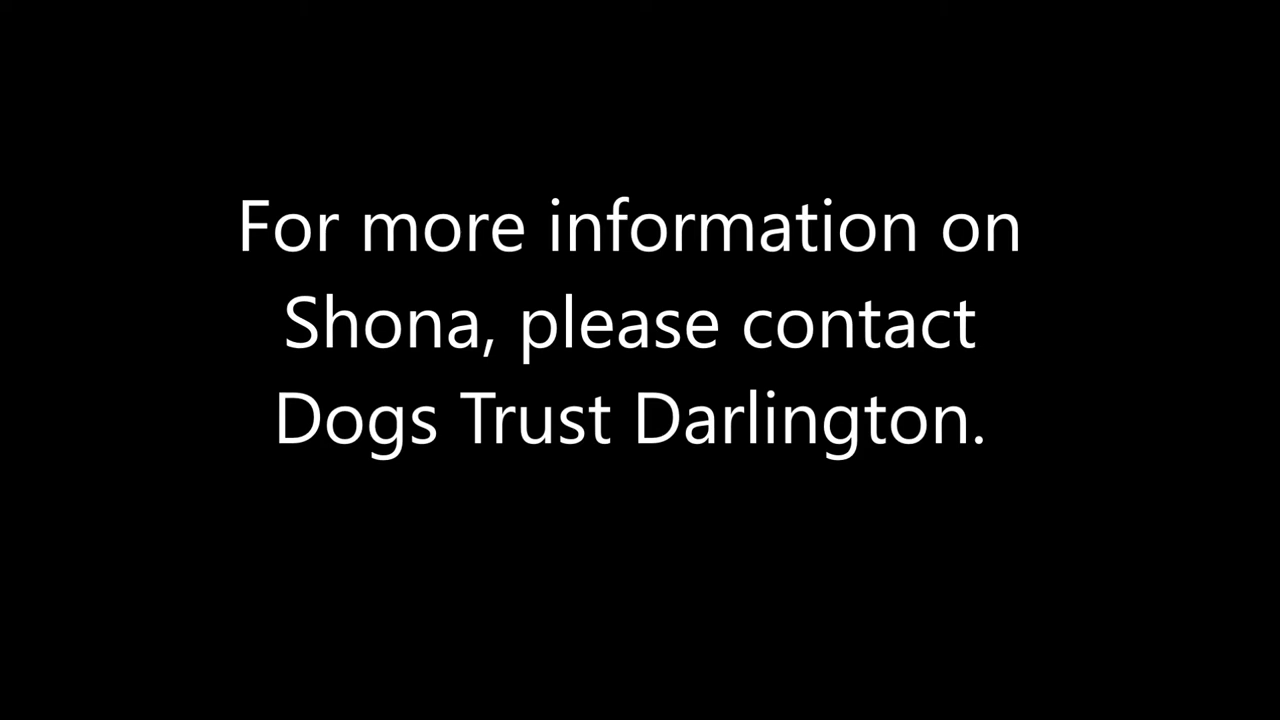 For more information on
Shona, please contact
Dogs Trust Darlington.